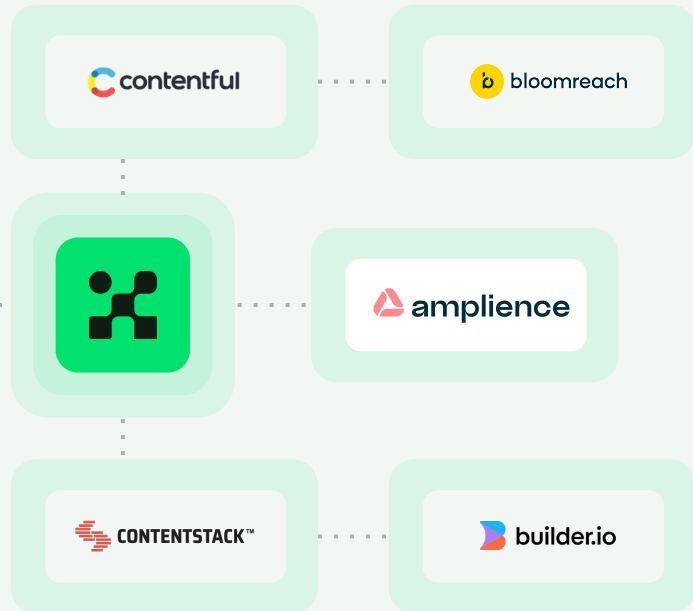 contentful
bloomreach
amplience
CONTENTSTACK™
builder.io